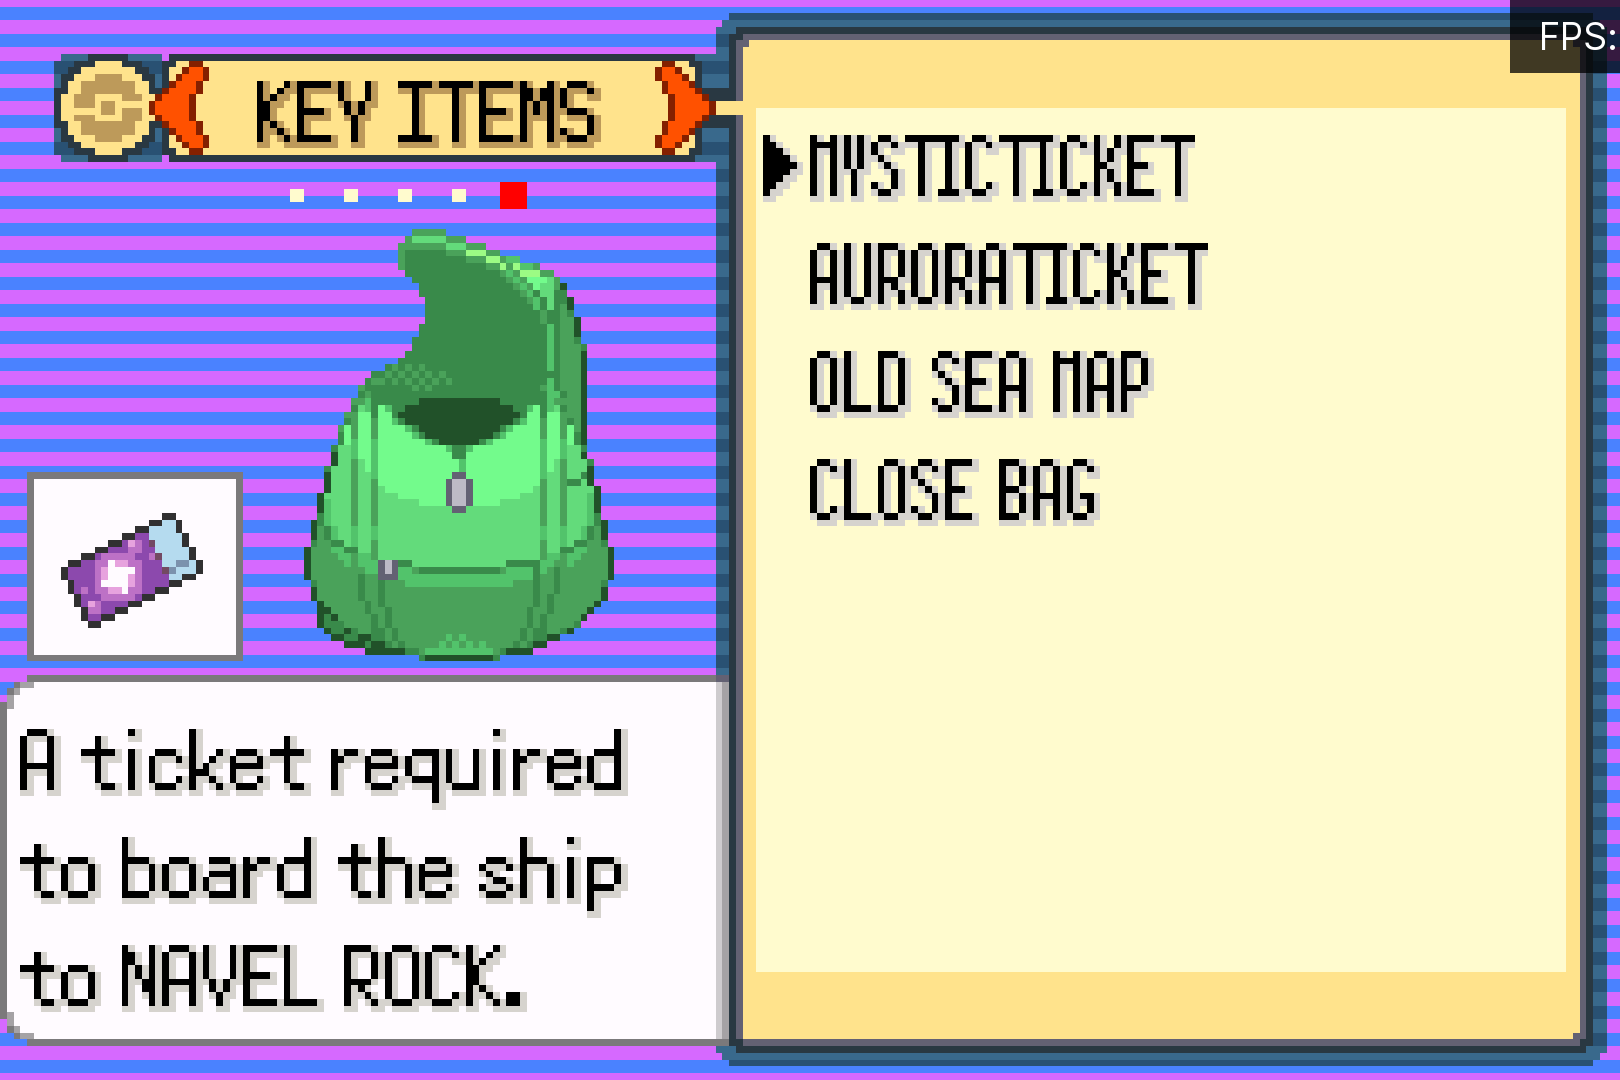 FPS:
KEY ITEMS
MYSTICTICKET
AURORATICKET
OLD SEA MAP
CLOSE BAG
A ticket required
to board the ship
to NAVEL ROCK.